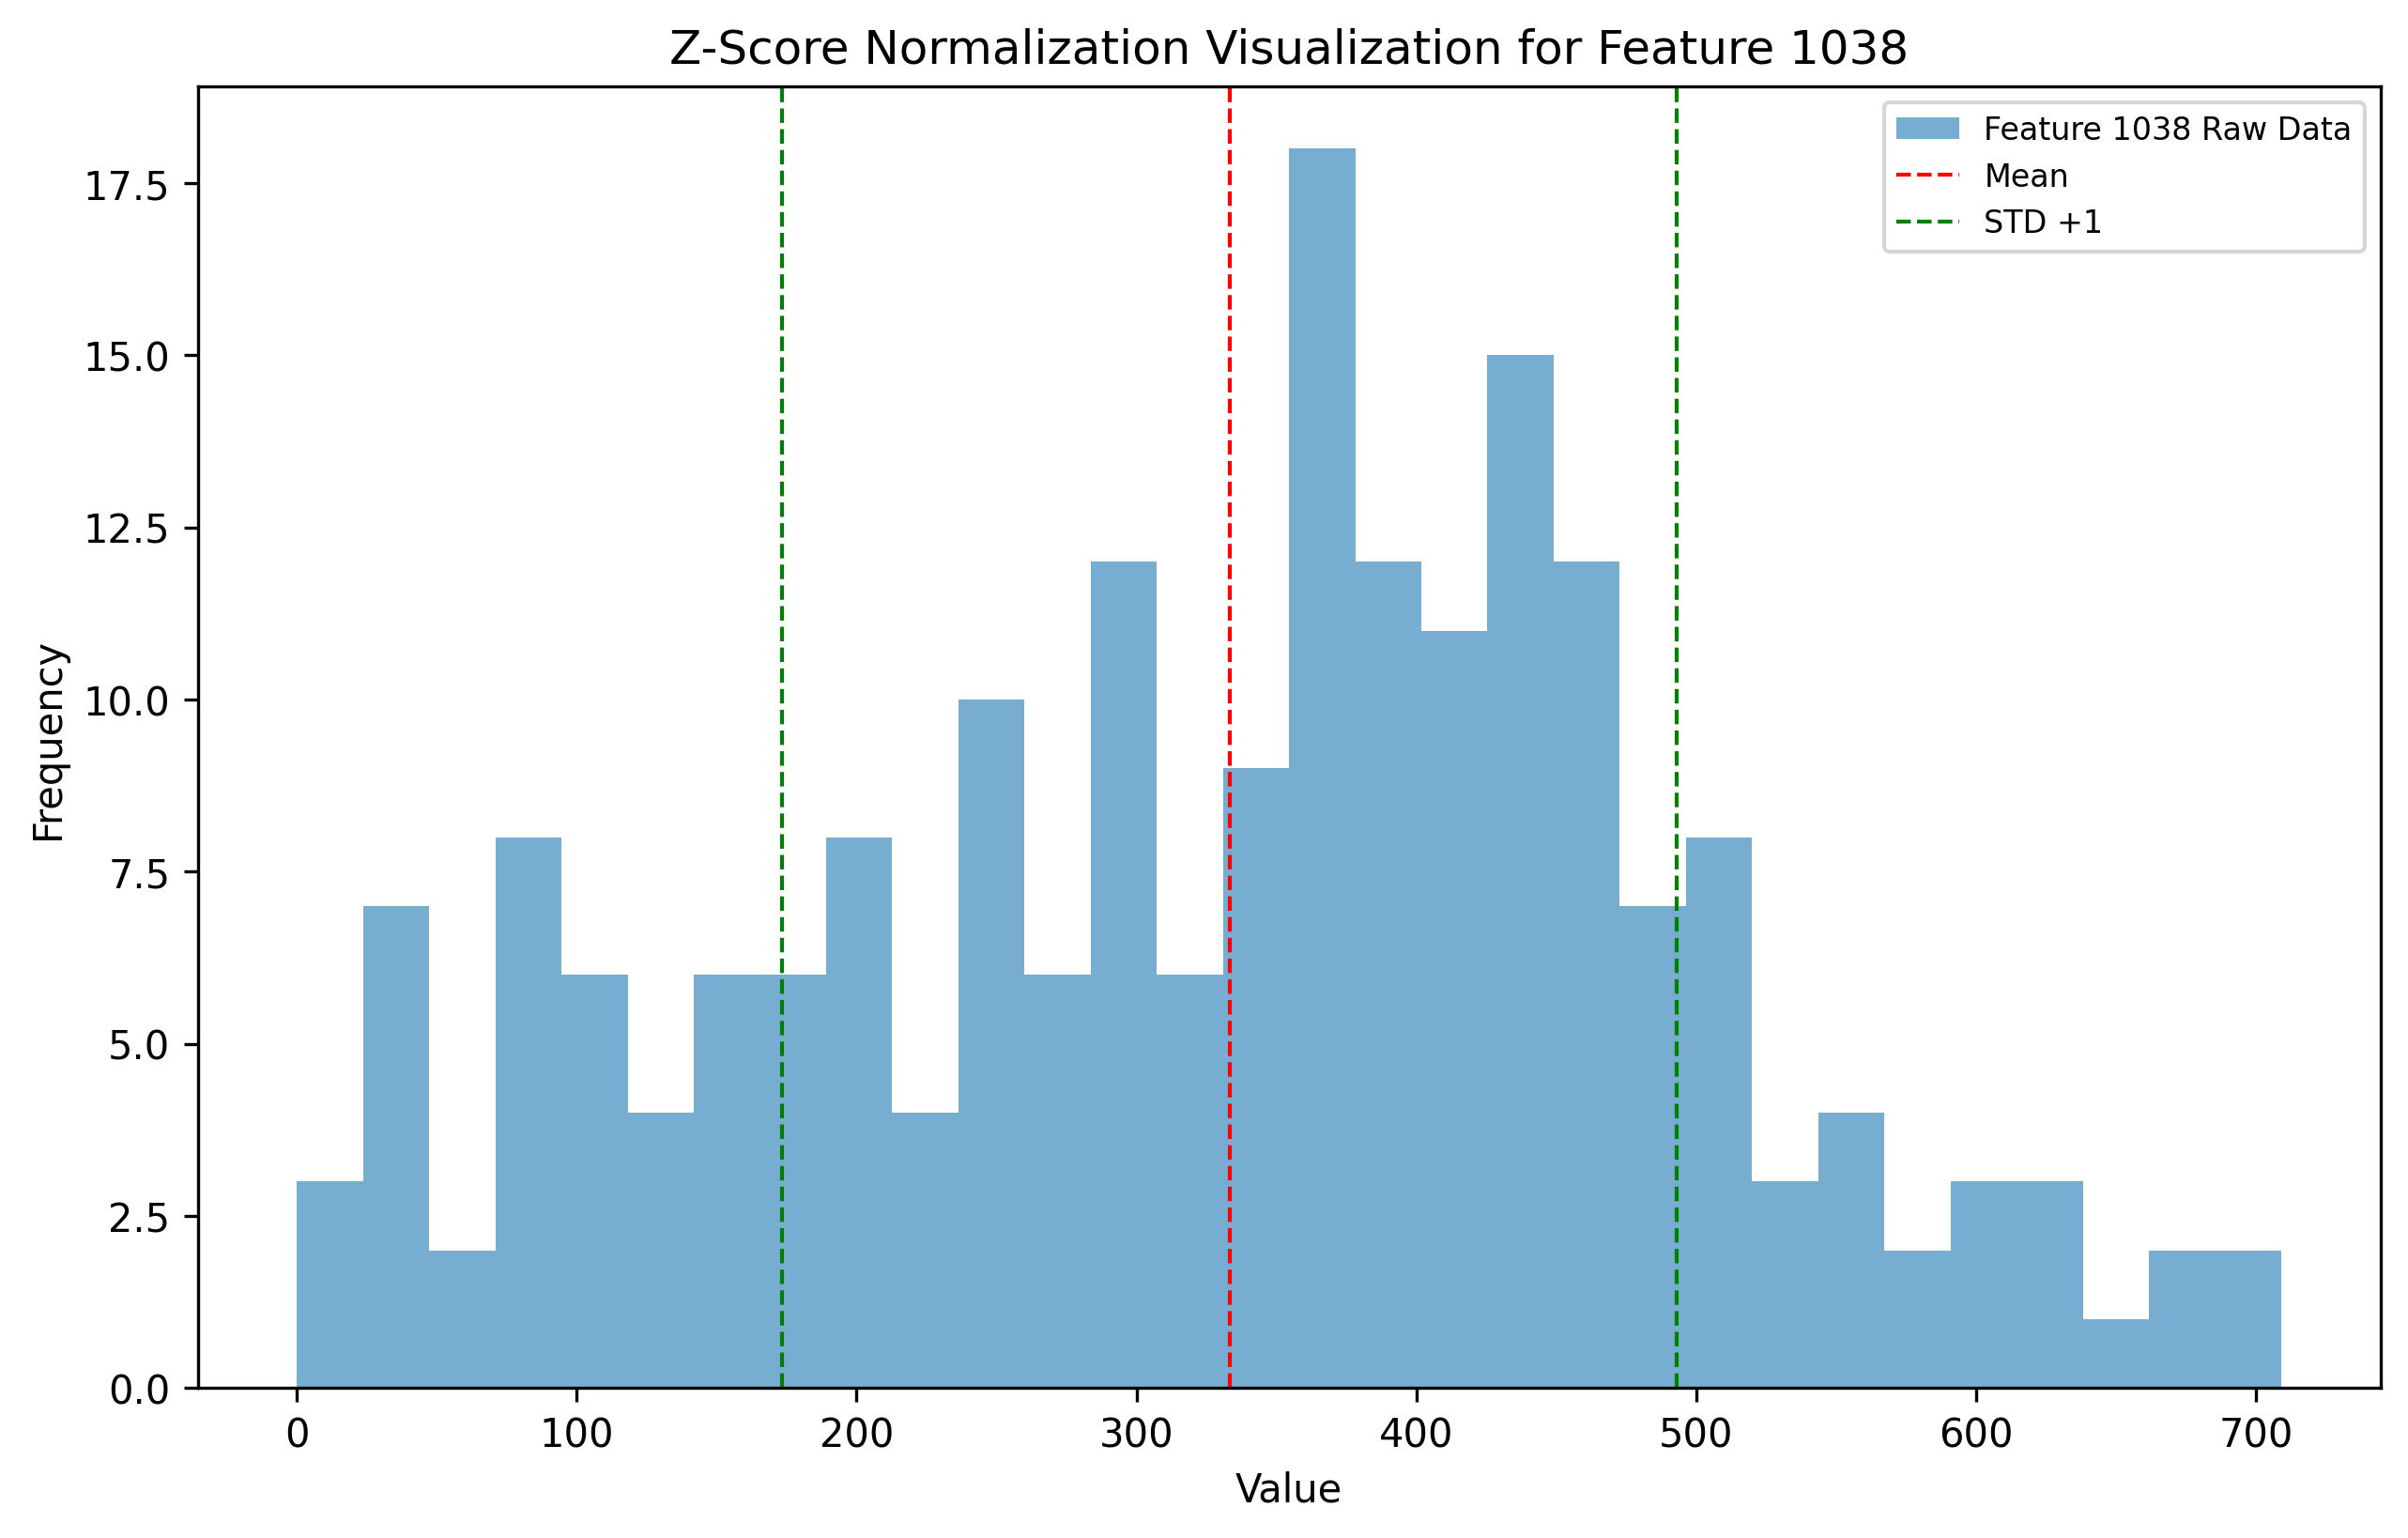 Z-Score Normalization Visualization for Feature 1038
Feature 1038 Raw Data
Mean
STD +1
17.5
15.0
12.5
10.0
7.5
5.0
2.5
0.0
Frequency
0 100 200 300 400 500 600 700
Value